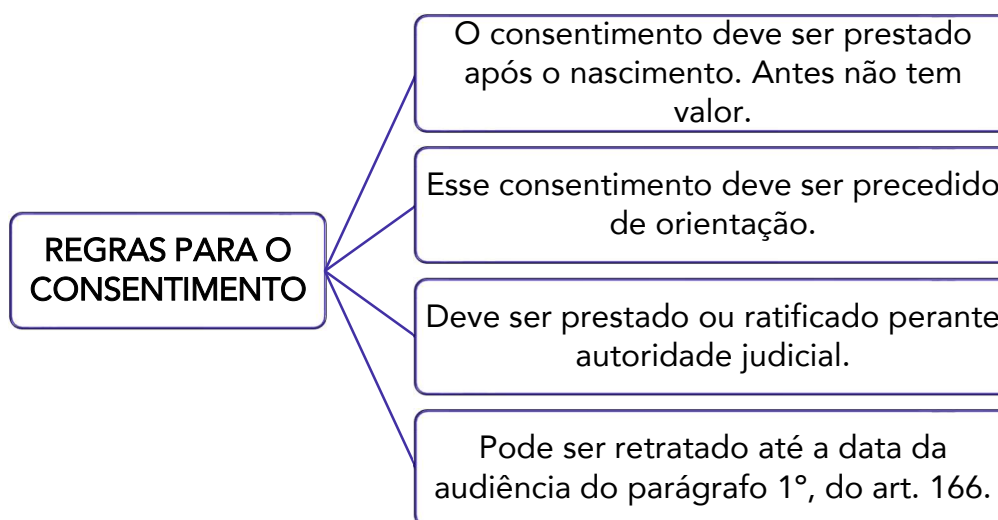 REGRAS PARA O
CONSENTIMENTO
O consentimento deve ser prestado
após o nascimento. Antes não tem
valor.
Esse consentimento deve ser precedido
de orientação.
Deve ser prestado ou ratificado perante
autoridade judicial.
Pode ser retratado até a data da
audiência do parágrafo 1º, do art. 166.